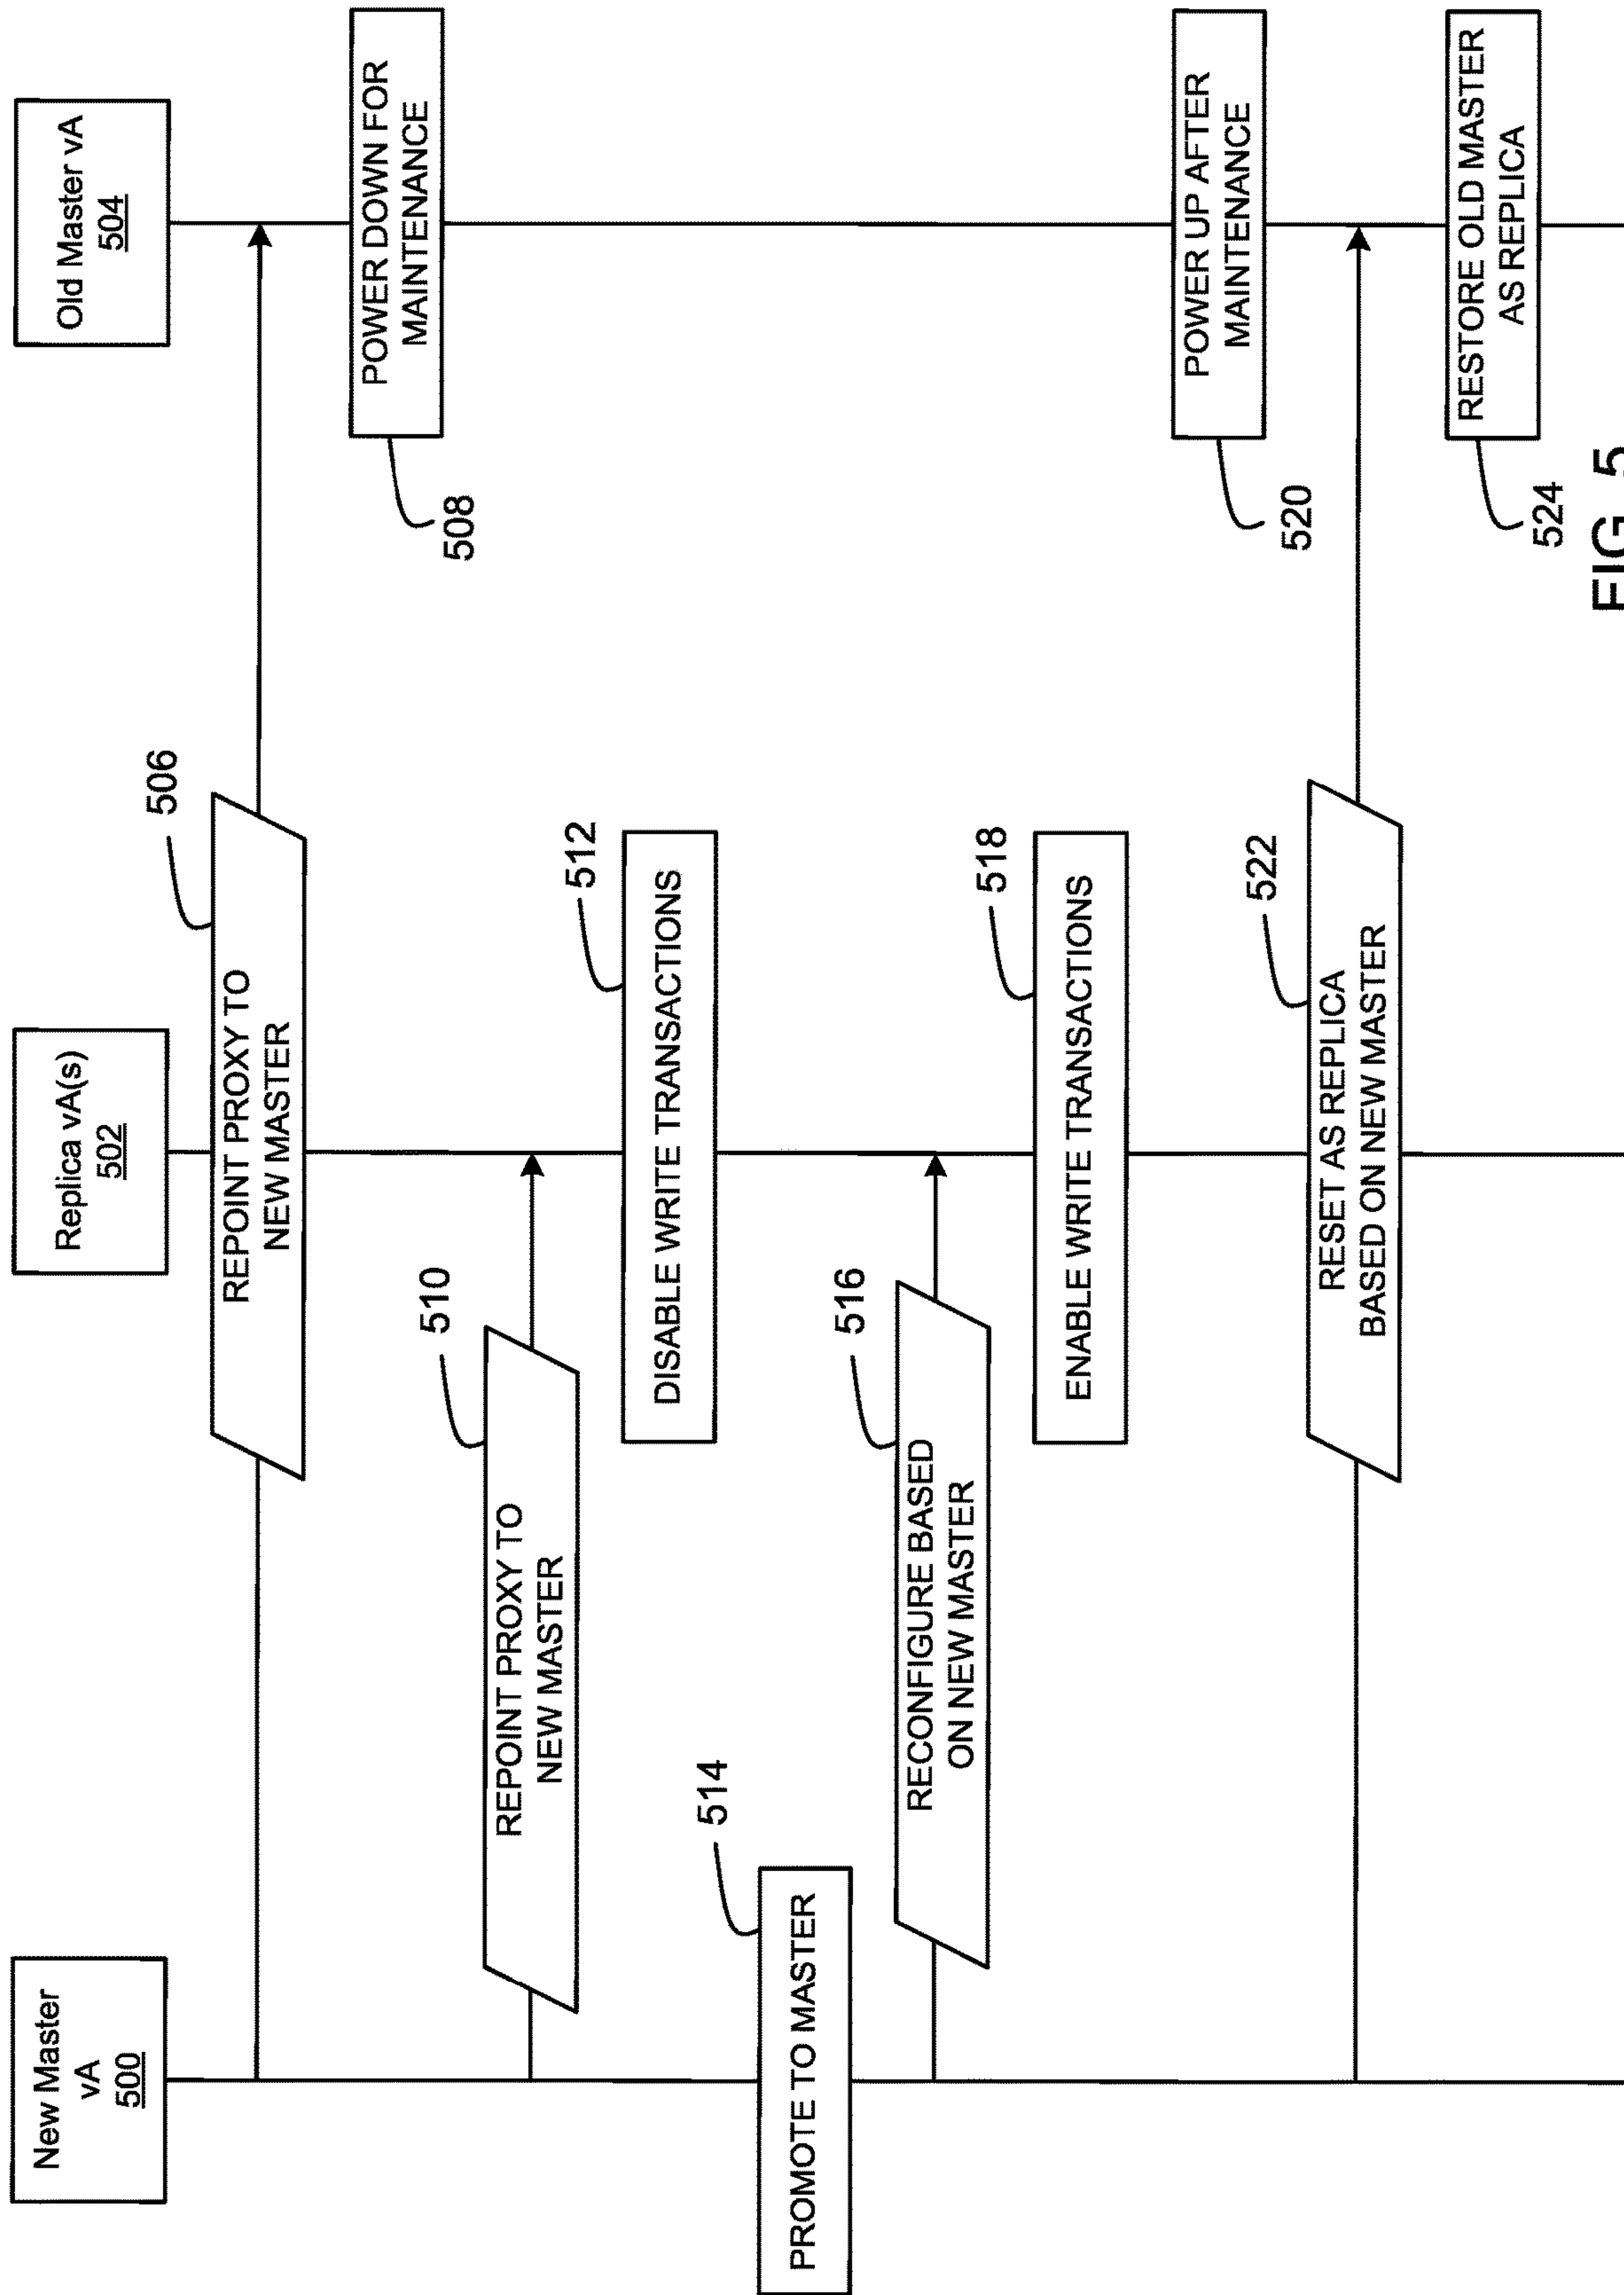 New Master
vA
500
Replica vA(s)
502
Old Master vA
504
506
REPOINT PROXY TO
NEW MASTER
POWER DOWN FOR
MAINTENANCE
508
510
REPOINT PROXY TO
NEW MASTER
512
DISABLE WRITE TRANSACTIONS
514
PROMOTE TO MASTER
516
RECONFIGURE BASED
ON NEW MASTER
518
ENABLE WRITE TRANSACTIONS
POWER UP AFTER
MAINTENANCE
520
522
RESET AS REPLICA
BASED ON NEW MASTER
RESTORE OLD MASTER
AS REPLICA
524
FIG. 5